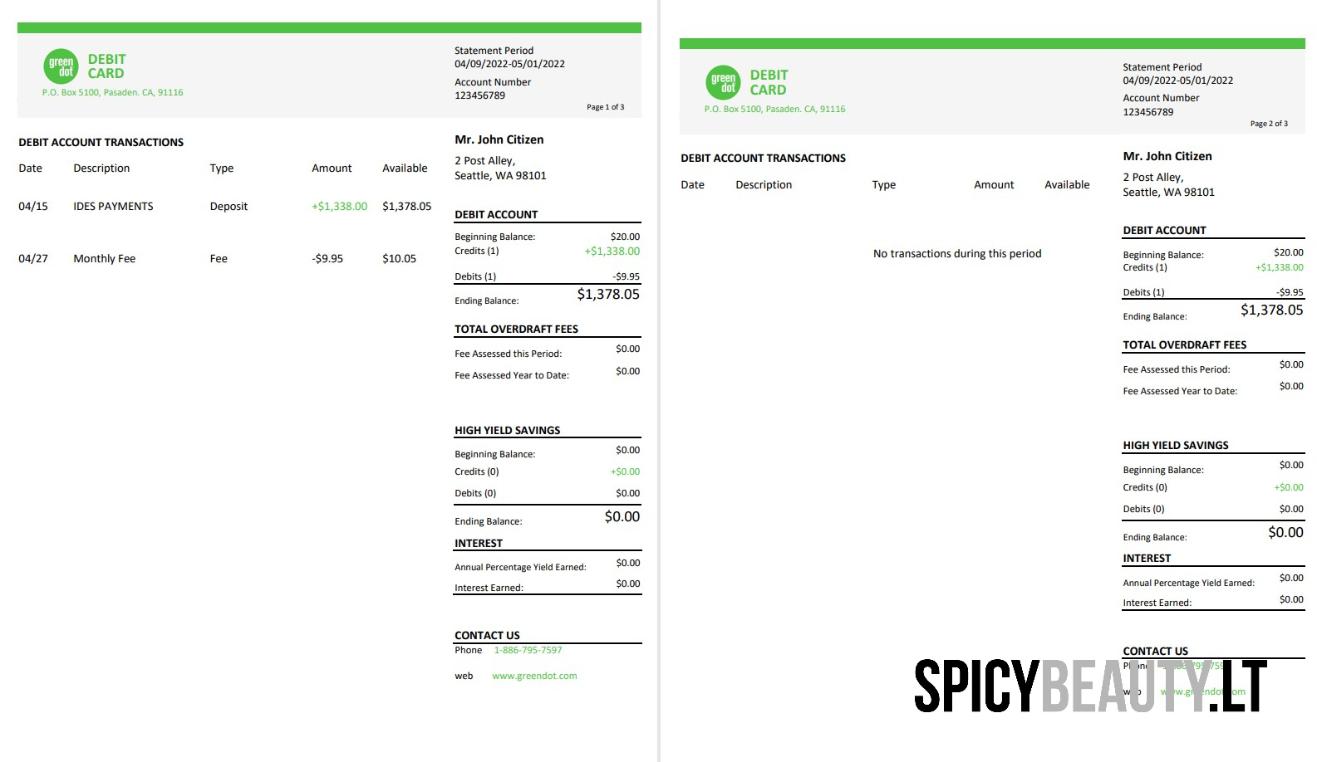 green dot
DEBIT
CARD
P.O. Box 5100, Pasaden. CA, 91116
Statement Period
04/09/2022-05/01/2022
Account Number
123456789
Page 1 of 3
DEBIT ACCOUNT TRANSACTIONS
Date Description Type Amount Available
04/15 IDES PAYMENTS Deposit +$1,338.00 $1,378.05
04/27 Monthly Fee Fee -$9.95 $10.05
Mr. John Citizen
2 Post Alley,
Seattle, WA 98101
DEBIT ACCOUNT
Beginning Balance: $20.00
Credits (1) +$1,338.00
Debits (1) -$9.95
Ending Balance: $1,378.05
TOTAL OVERDRAFT FEES
Fee Assessed this Period: $0.00
Fee Assessed Year to Date: $0.00
HIGH YIELD SAVINGS
Beginning Balance: $0.00
Credits (0) +$0.00
Debits (0) $0.00
Ending Balance: $0.00
INTEREST
Annual Percentage Yield Earned: $0.00
Interest Earned: $0.00
CONTACT US
Phone 1-886-795-7597
web www.greendot.com
green dot
DEBIT
CARD
P.O. Box 5100, Pasaden. CA, 91116
Statement Period
04/09/2022-05/01/2022
Account Number
123456789
Page 2 of 3
DEBIT ACCOUNT TRANSACTIONS
Date Description Type Amount Available
No transactions during this period
Mr. John Citizen
2 Post Alley,
Seattle, WA 98101
DEBIT ACCOUNT
Beginning Balance: $20.00
Credits (1) +$1,338.00
Debits (1) -$9.95
Ending Balance: $1,378.05
TOTAL OVERDRAFT FEES
Fee Assessed this Period: $0.00
Fee Assessed Year to Date: $0.00
HIGH YIELD SAVINGS
Beginning Balance: $0.00
Credits (0) +$0.00
Debits (0) $0.00
Ending Balance: $0.00
INTEREST
Annual Percentage Yield Earned: $0.00
Interest Earned: $0.00
CONTACT US
Phone
web www.greendot.com
SPICYBEAUTY.LT